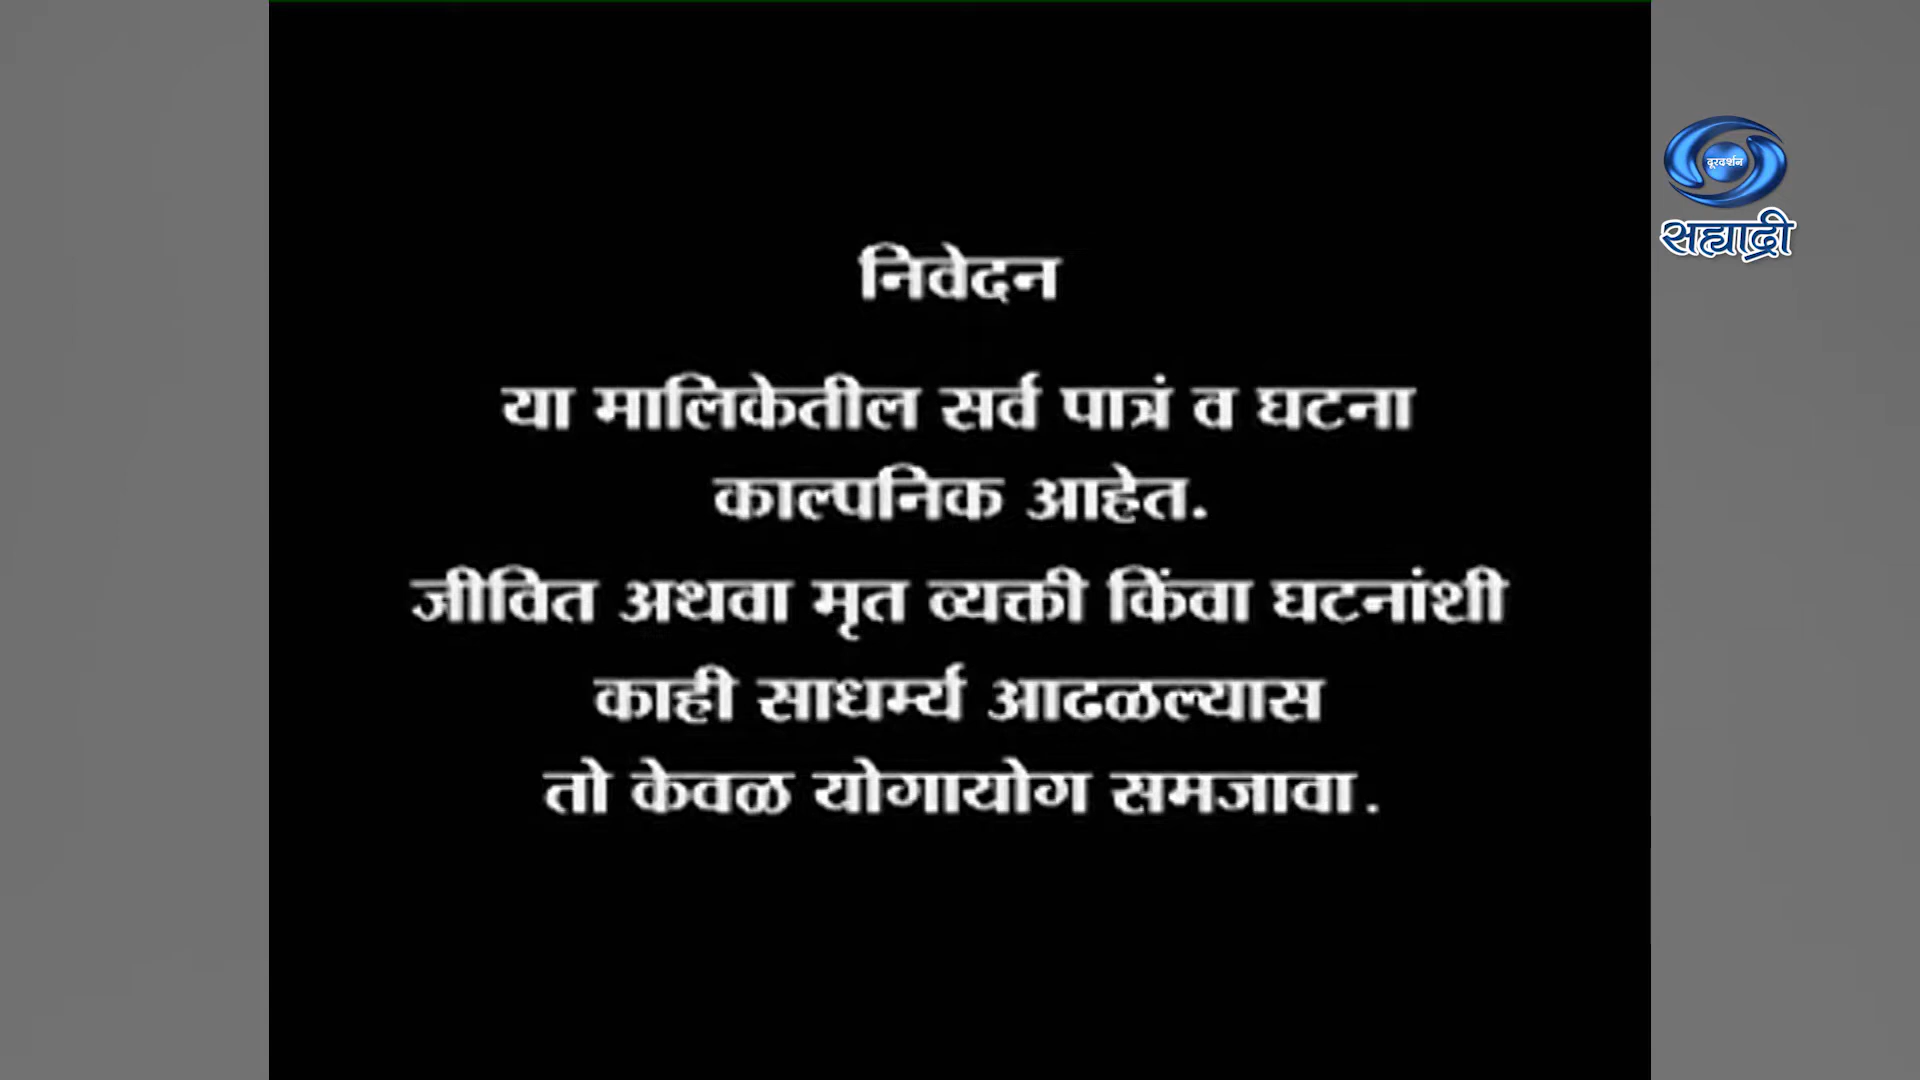 निवेदन
या मालिकेतील सर्व पात्रं व घटना
काल्पनिक आहेत.
जीवित अथवा मृत व्यक्ती किंवा घटनांशी
काही साधर्म्य आढळल्यास
तो केवळ योगायोग समजावा.
दूरदर्शन
सह्याद्री